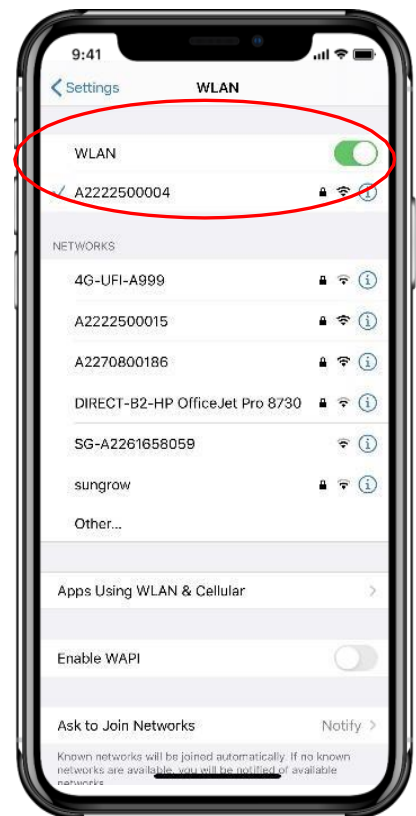 9:41
Settings WLAN
WLAN
A2222500004
NETWORKS
4G-UFI-A999
A2222500015
A2270800186
DIRECT-B2-HP OfficeJet Pro 8730
SG-A2261658059
sungrow
Other...
Apps Using WLAN & Cellular
Enable WAPI
Ask to Join Networks Notify
Known networks will be joined automatically. If no known
networks are available, you will be notified of available
networks